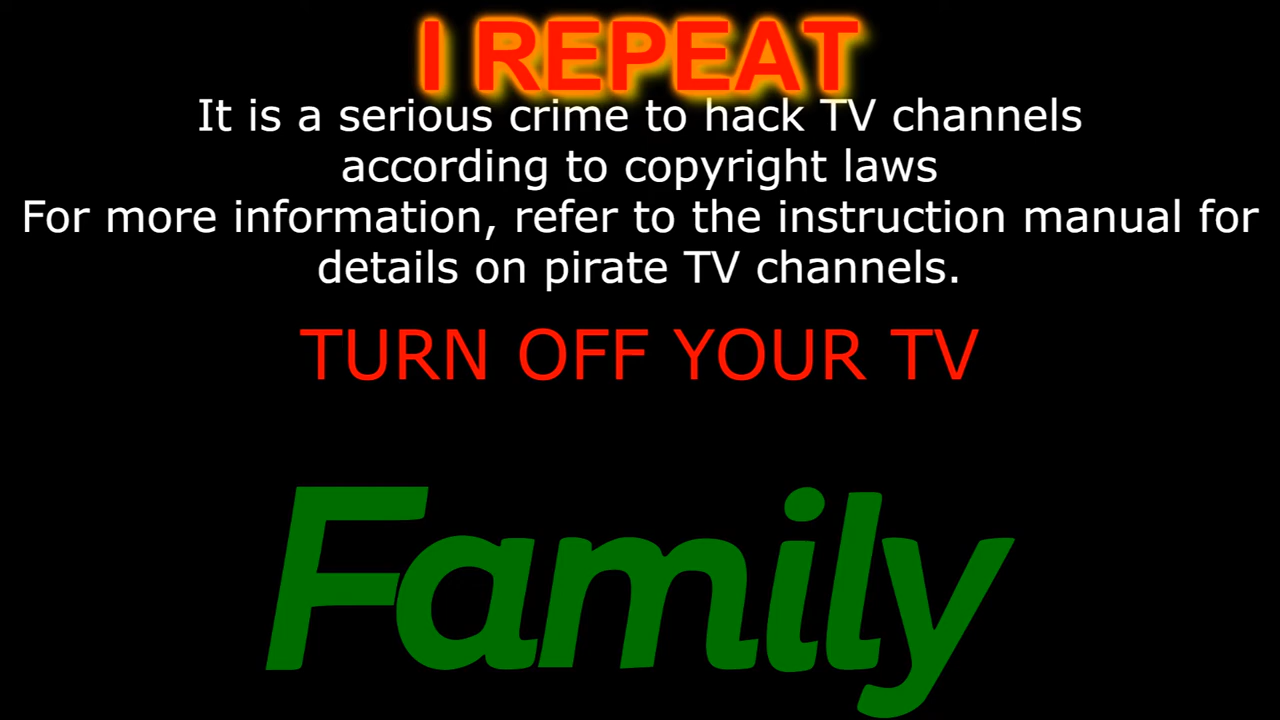 I REPEAT
It is a serious crime to hack TV channels
according to copyright laws
For more information, refer to the instruction manual for
details on pirate TV channels.
TURN OFF YOUR TV
Family